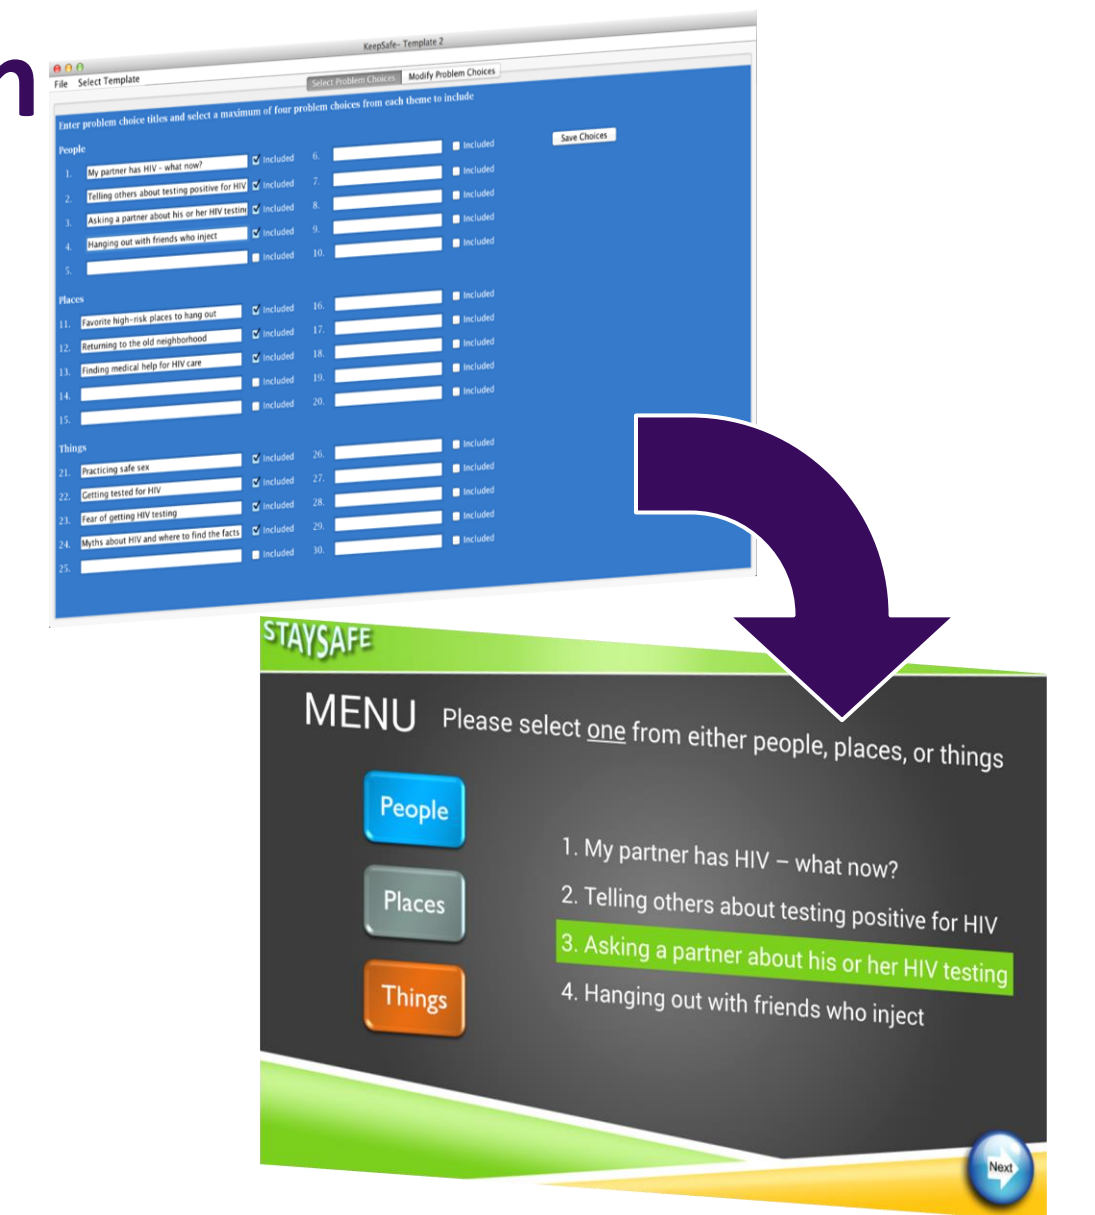 n
KeepSafe- Template 2
File Select Template
Select Problem Choices Modify Problem Choices
Enter problem choice titles and select a maximum of four problem choices from each theme to include
Save Choices
People
1. My partner has HIV - what now? Included 6. Included
2. Telling others about testing positive for HIV Included 7. Included
3. Asking a partner about his or her HIV testing Included 8. Included
4. Hanging out with friends who inject Included 9. Included
5. Included 10. Included
Places
11. Favorite high-risk places to hang out Included 16. Included
12. Returning to the old neighborhood Included 17. Included
13. Finding medical help for HIV care Included 18. Included
14. Included 19. Included
15. Included 20. Included
Things
21. Practicing safe sex Included 26. Included
22. Getting tested for HIV Included 27. Included
23. Fear of getting HIV testing Included 28. Included
24. Myths about HIV and where to find the facts Included 29. Included
25. Included 30. Included
STAYSAFE
MENU Please select one from either people, places, or things
People
Places
Things
1. My partner has HIV – what now?
2. Telling others about testing positive for HIV
3. Asking a partner about his or her HIV testing
4. Hanging out with friends who inject
Next